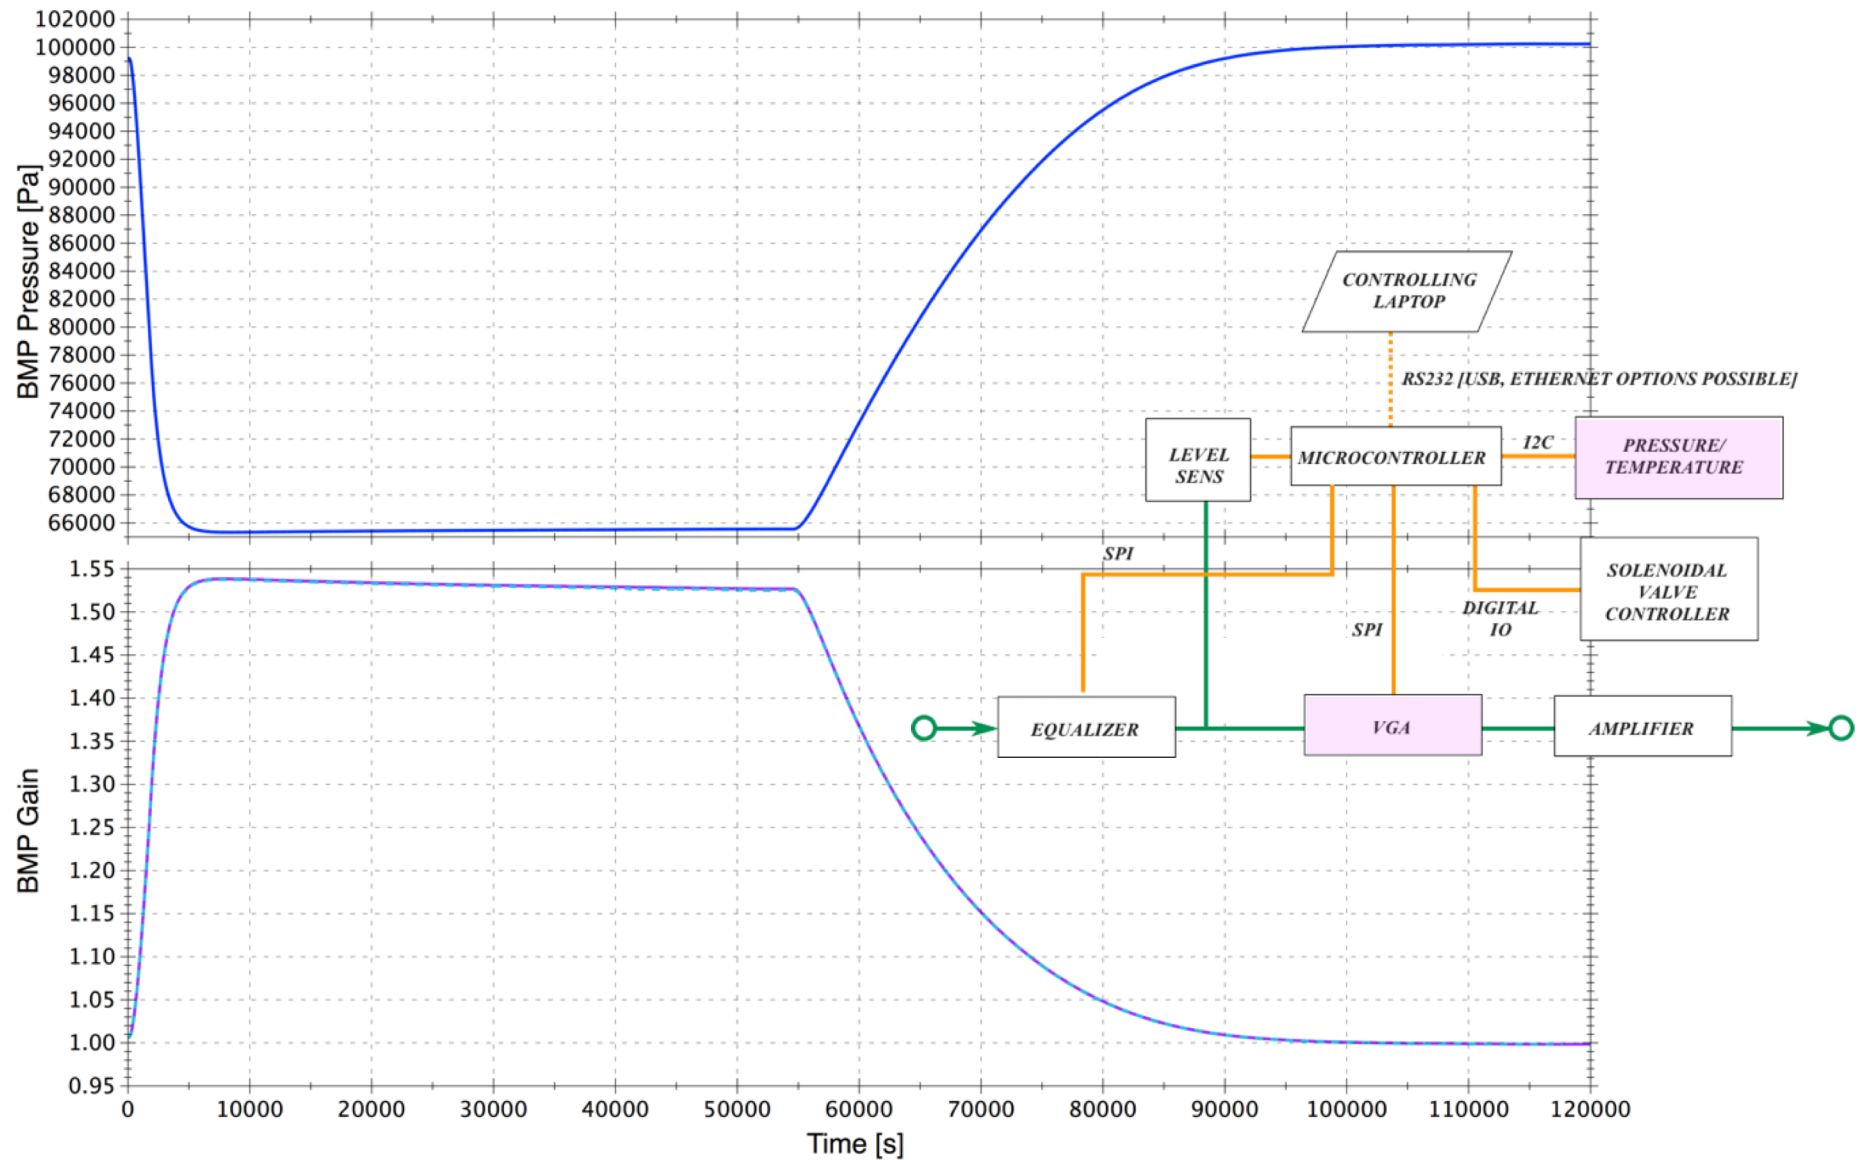 102000
100000
98000
96000
94000
92000
90000
88000
86000
84000
82000
80000
78000
76000
74000
72000
70000
68000
66000
BMP Pressure [Pa]
CONTROLLING
LAPTOP
RS232 [USB, ETHERNET OPTIONS POSSIBLE]
LEVEL
SENS
MICROCONTROLLER
I2C
PRESSURE/
TEMPERATURE
SPI
SOLENOIDAL
VALVE
CONTROLLER
DIGITAL
IO
SPI
EQUALIZER
VGA
AMPLIFIER
1.55
1.50
1.45
1.40
1.35
1.30
1.25
1.20
1.15
1.10
1.05
1.00
0.95
BMP Gain
0 10000 20000 30000 40000 50000 60000 70000 80000 90000 100000 110000 120000
Time [s]